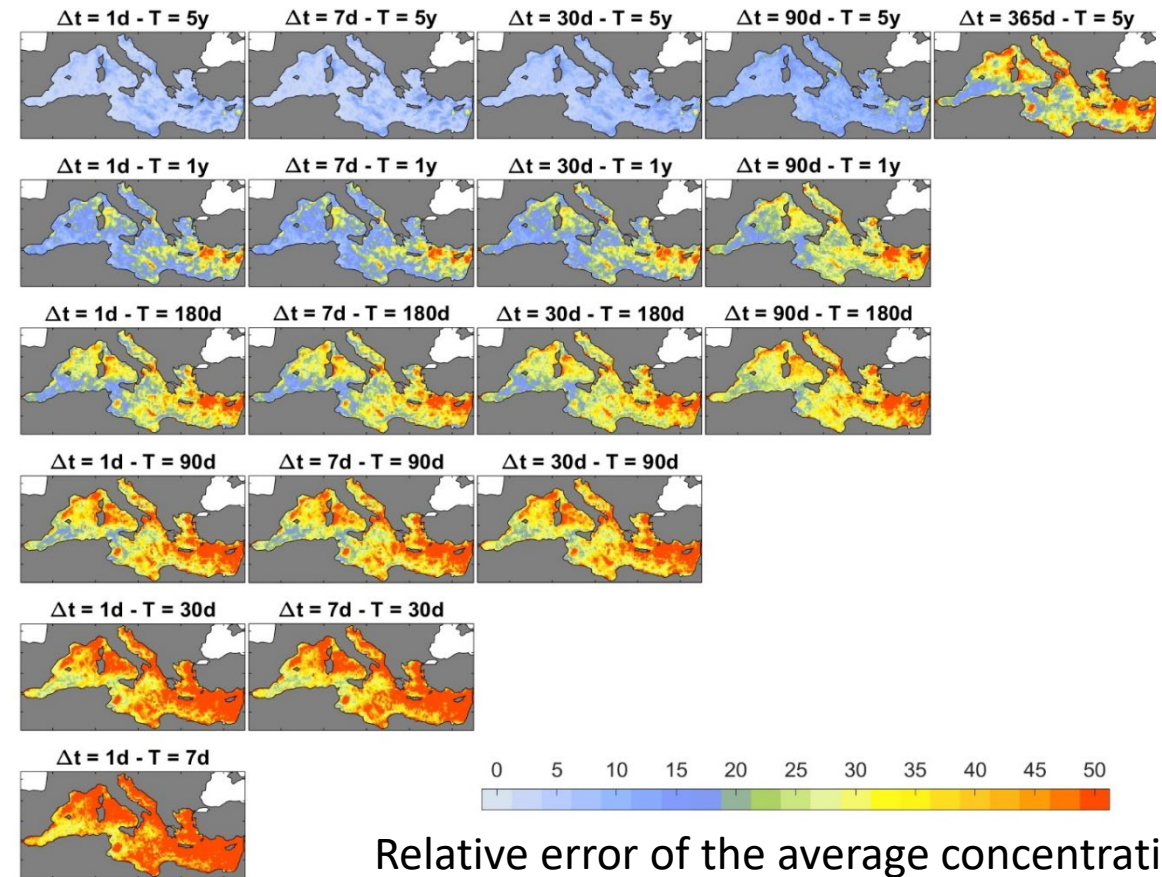 Δt = 1d - T = 5y
Δt = 7d - T = 5y
Δt = 30d - T = 5y
Δt = 90d - T = 5y
Δt = 365d - T = 5y
Δt = 1d - T = 1y
Δt = 7d - T = 1y
Δt = 30d - T = 1y
Δt = 90d - T = 1y
Δt = 1d - T = 180d
Δt = 7d - T = 180d
Δt = 30d - T = 180d
Δt = 90d - T = 180d
Δt = 1d - T = 90d
Δt = 7d - T = 90d
Δt = 30d - T = 90d
Δt = 1d - T = 30d
Δt = 7d - T = 30d
Δt = 1d - T = 7d
0 5 10 15 20 25 30 35 40 45 50
Relative error of the average concentrati